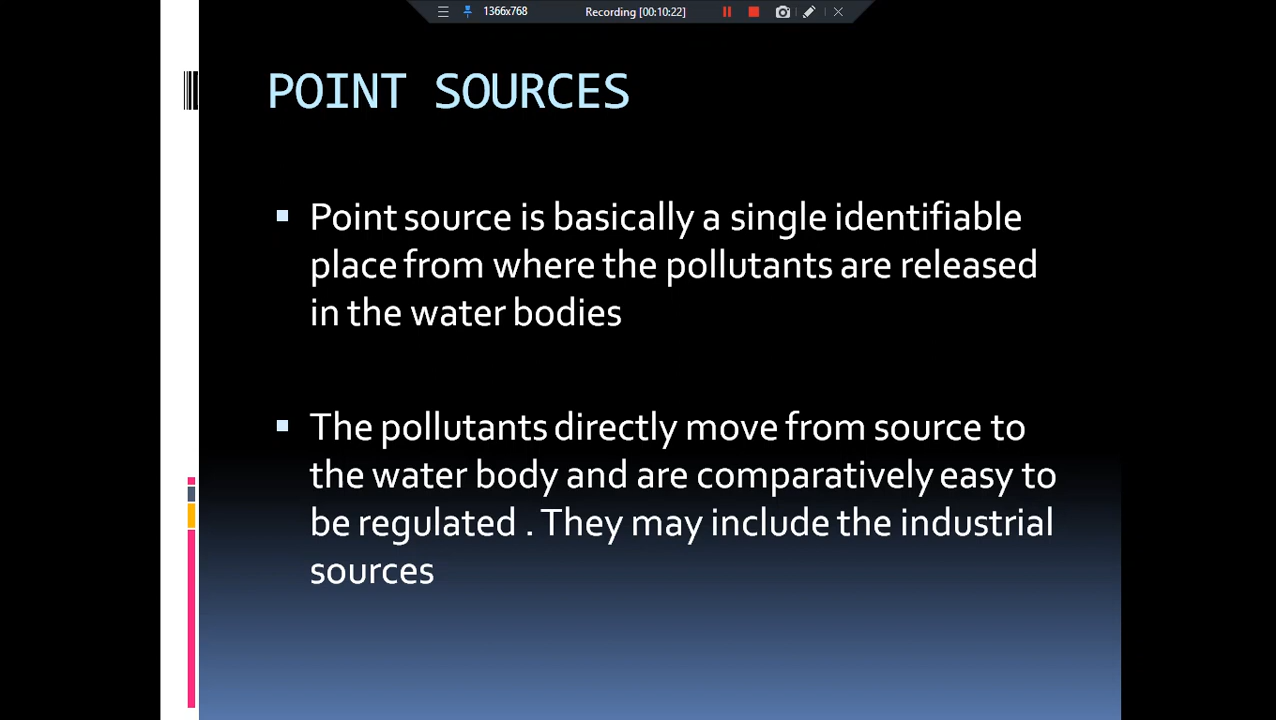 1366x768
Recording [00:10:22]
POINT SOURCES
Point source is basically a single identifiable
place from where the pollutants are released
in the water bodies
The pollutants directly move from source to
the water body and are comparatively easy to
be regulated . They may include the industrial
sources